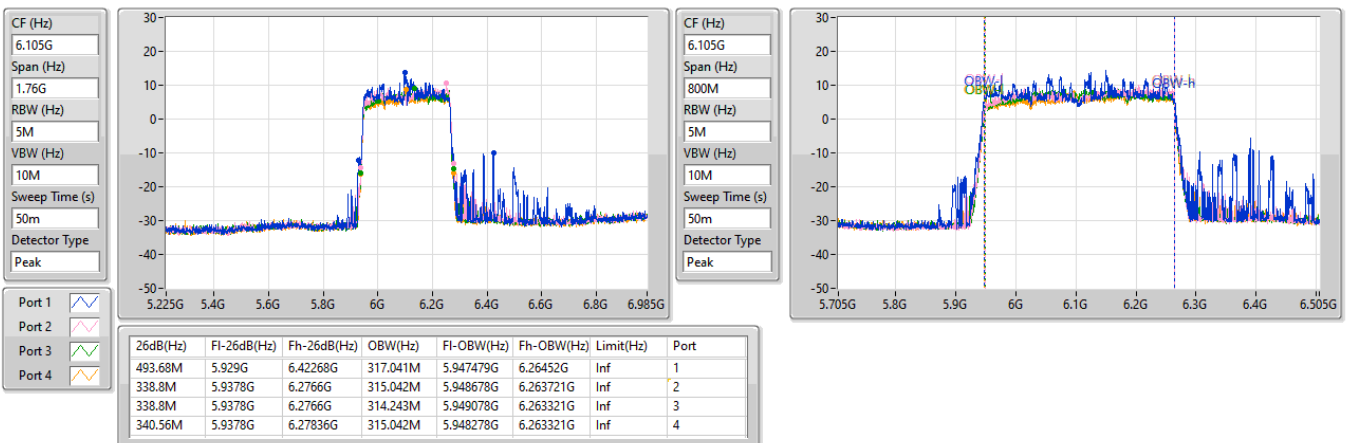 CF (Hz)
6.105G
Span (Hz)
1.76G
RBW (Hz)
5M
VBW (Hz)
10M
Sweep Time (s)
50m
Detector Type
Peak
30
20
10
0
-10
-20
-30
-40
-50
5.225G 5.4G 5.6G 5.8G 6G 6.2G 6.4G 6.6G 6.8G 6.985G
CF (Hz)
6.105G
Span (Hz)
800M
RBW (Hz)
5M
VBW (Hz)
10M
Sweep Time (s)
50m
Detector Type
Peak
30
20
10
0
-10
-20
-30
-40
-50
OBW-l
OBW-h
5.705G 5.8G 5.9G 6G 6.1G 6.2G 6.3G 6.4G 6.505G
Port 1
Port 2
Port 3
Port 4
26dB(Hz) Fl-26dB(Hz) Fh-26dB(Hz) OBW(Hz) Fl-OBW(Hz) Fh-OBW(Hz) Limit(Hz) Port
493.68M 5.929G 6.42268G 317.041M 5.947479G 6.26452G Inf 1
338.8M 5.9378G 6.2766G 315.042M 5.948678G 6.263721G Inf 2
338.8M 5.9378G 6.2766G 314.243M 5.949078G 6.263321G Inf 3
340.56M 5.9378G 6.27836G 315.042M 5.948278G 6.263321G Inf 4